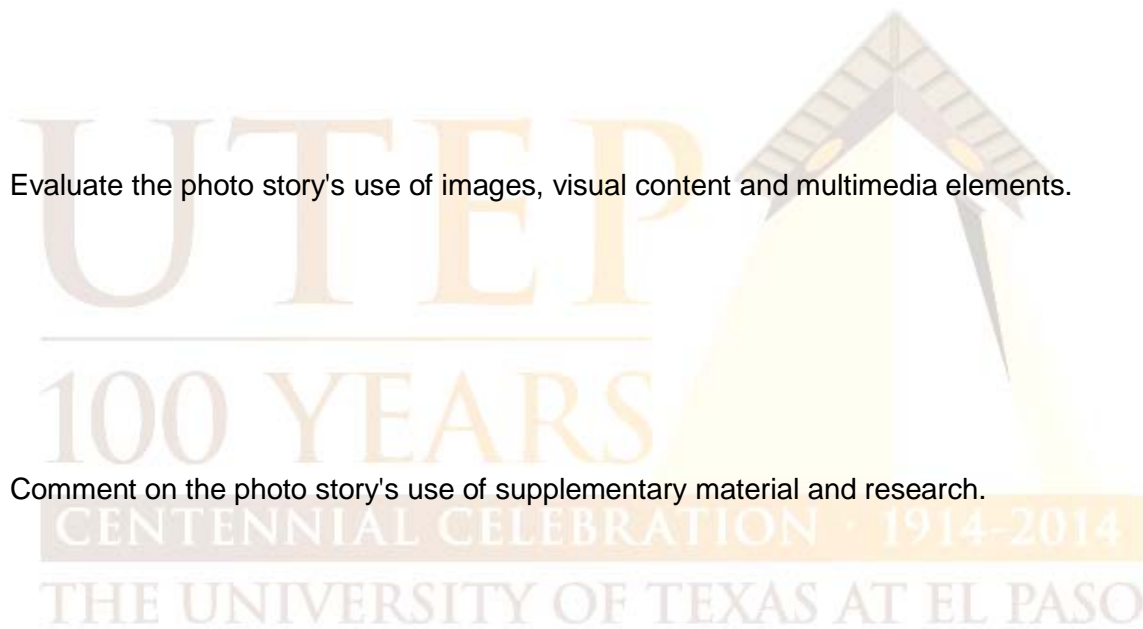 UTEP
Evaluate the photo story's use of images, visual content and multimedia elements.
100 YEARS
Comment on the photo story's use of supplementary material and research.
CENTENNIAL CELEBRATION · 1914-2014
THE UNIVERSITY OF TEXAS AT EL PASO